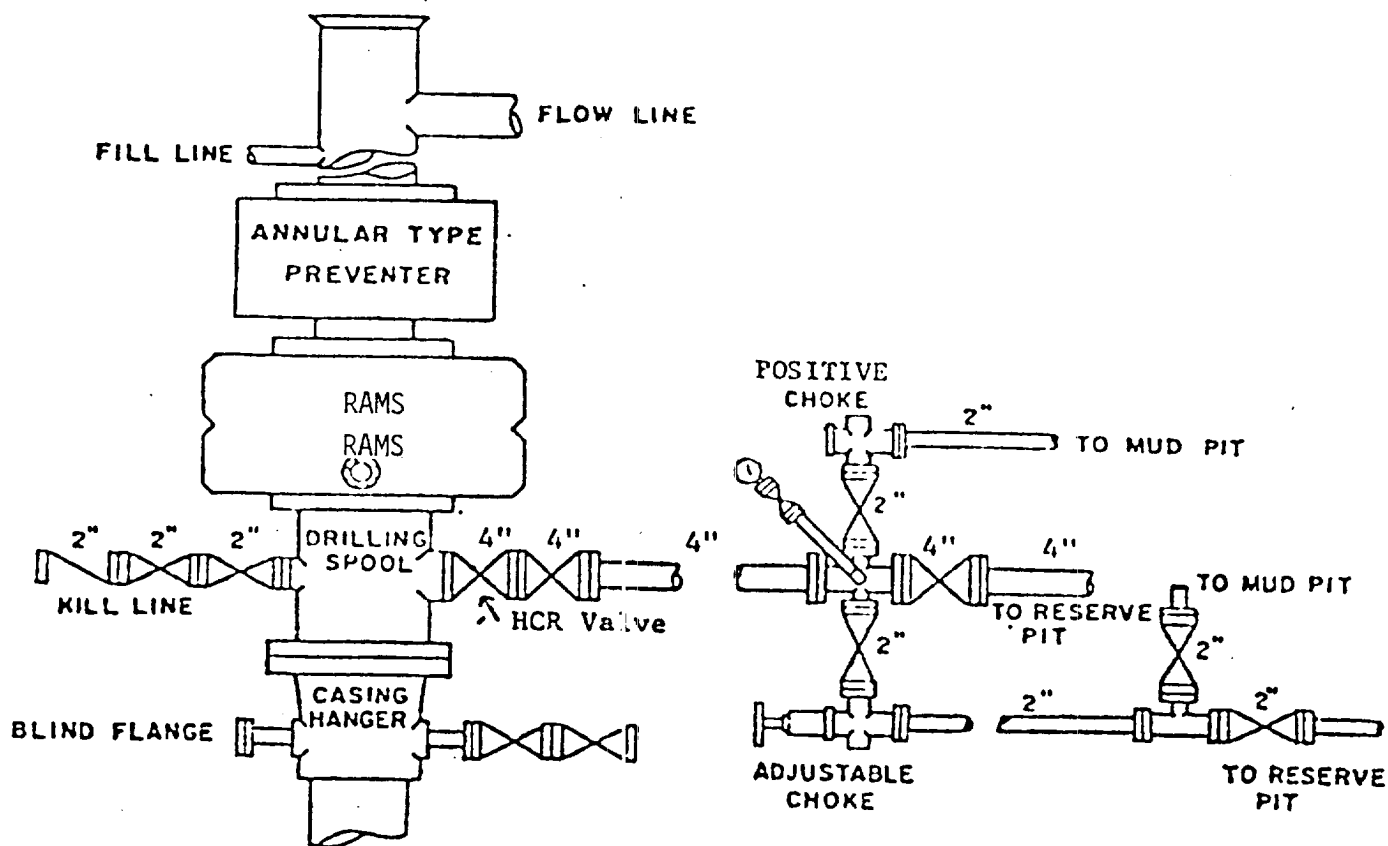 FLOW LINE
FILL LINE
ANNULAR TYPE
PREVENTER
RAMS
RAMS
DRILLING
SPOOL
2" 2" 2"
KILL LINE
4" 4" 4"
HCR Valve
CASING
HANGER
BLIND FLANGE
POSITIVE
CHOKE
2"
TO MUD PIT
2"
4" 4"
TO RESERVE
PIT
2"
ADJUSTABLE
CHOKE
2"
TO MUD PIT
2"
2"
TO RESERVE
PIT